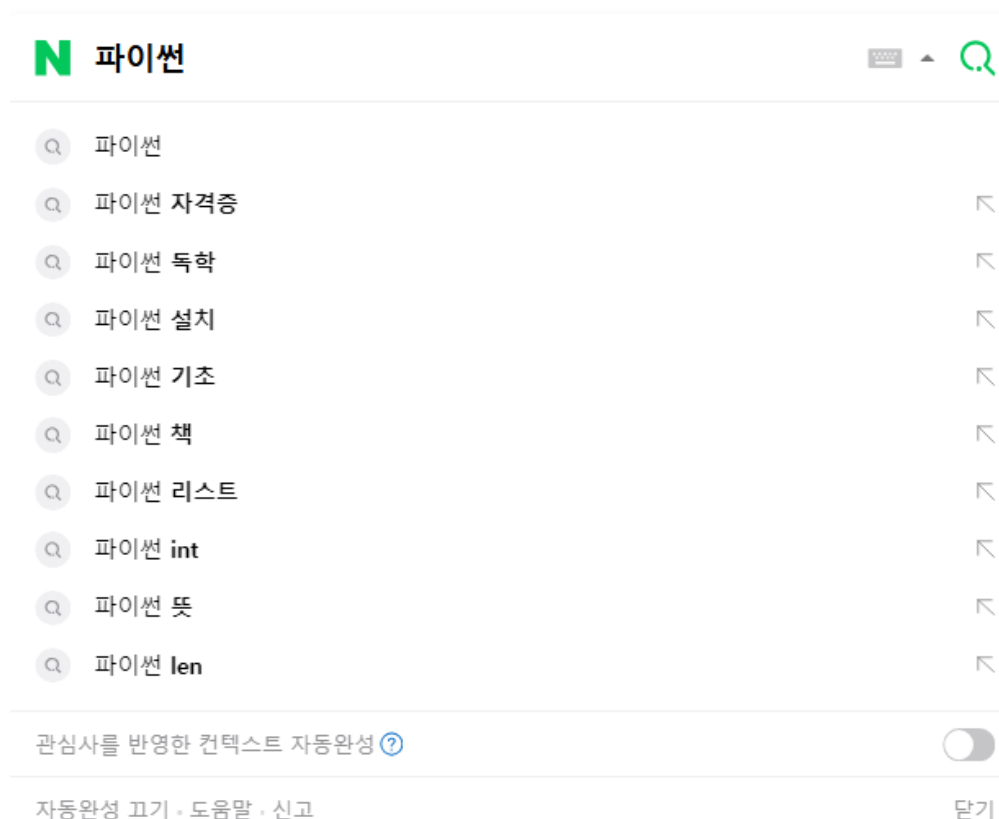 N 파이썬
파이썬
파이썬 자격증
파이썬 독학
파이썬 설치
파이썬 기초
파이썬 책
파이썬 리스트
파이썬 int
파이썬 뜻
파이썬 len
관심사를 반영한 컨텍스트 자동완성 ?
자동완성 끄기 · 도움말 · 신고 닫기